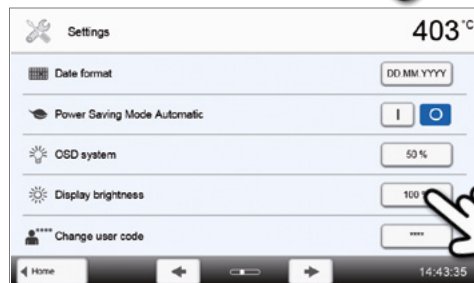 Settings
403 °C
Date format
DD.MM.YYYY
Power Saving Mode Automatic
I O
OSD system
50 %
Display brightness
100
**** Change user code
****
Home
14:43:35